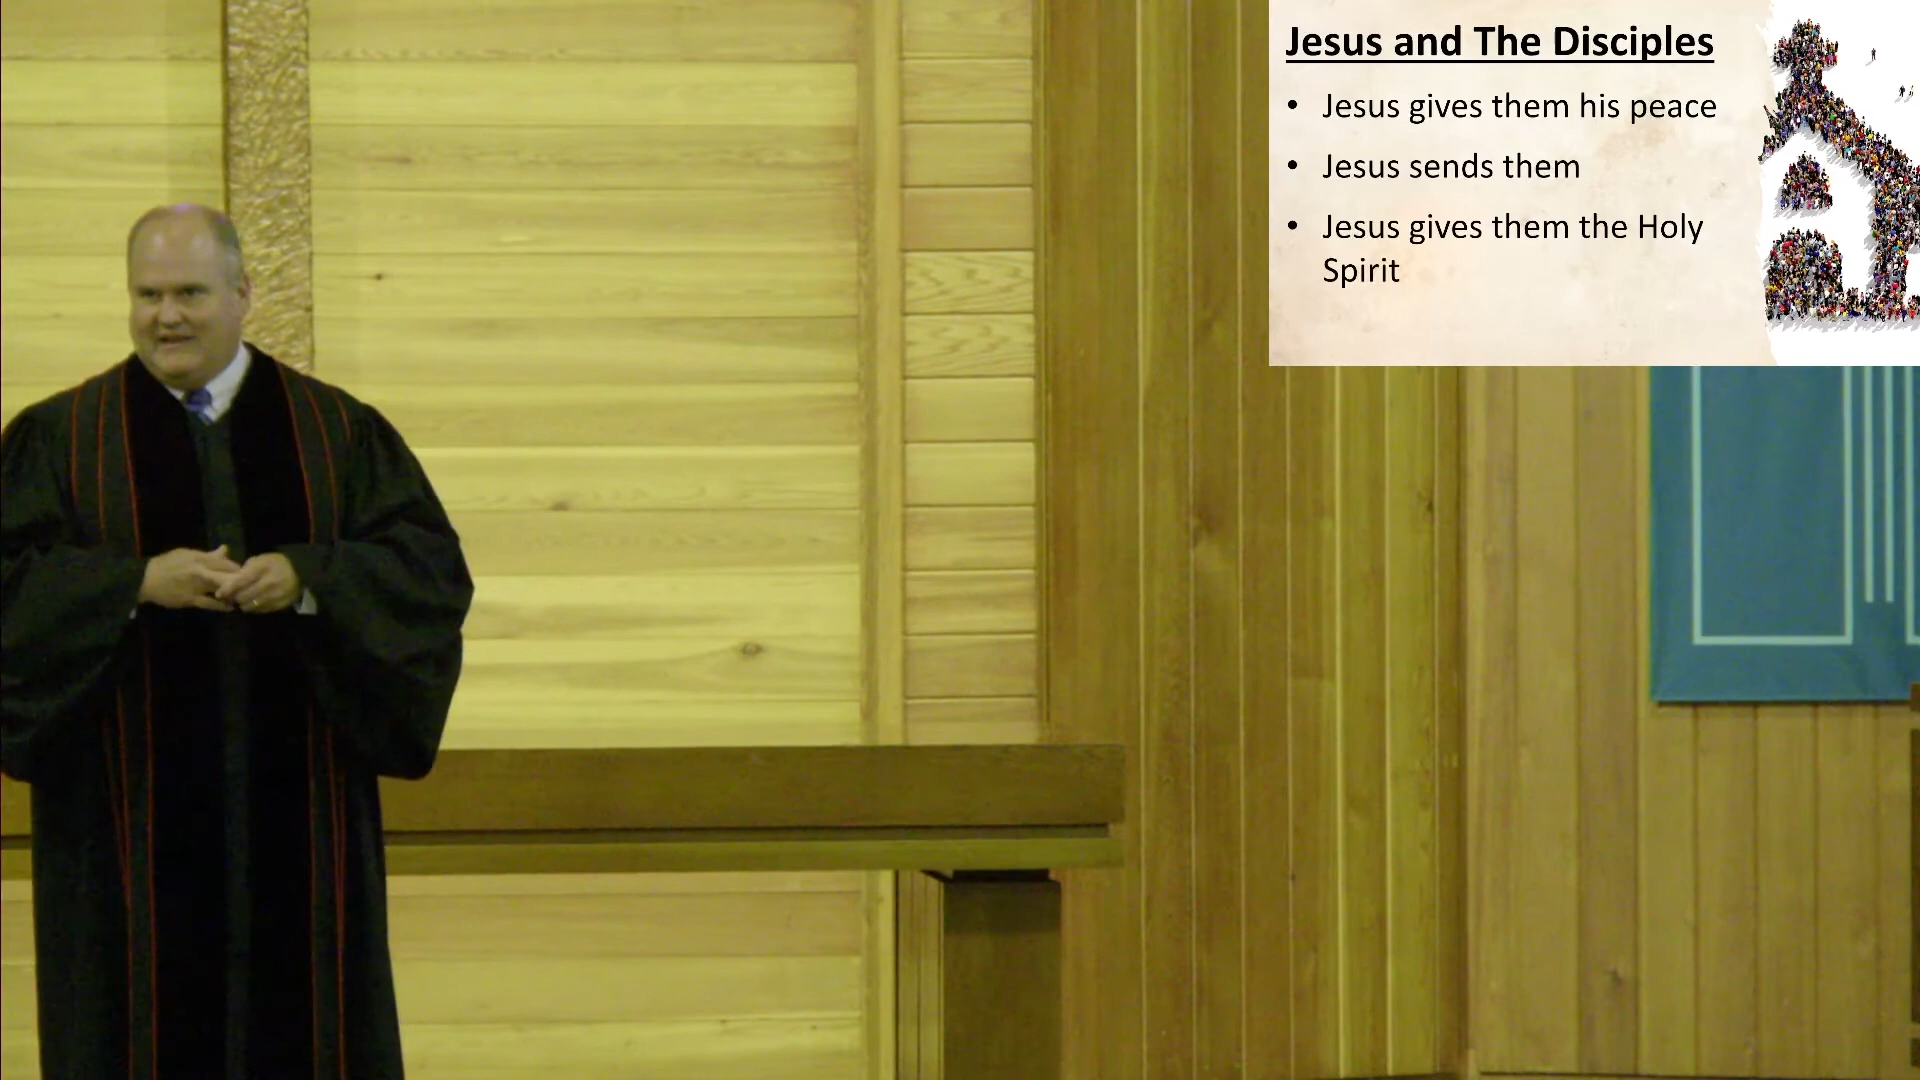 Jesus and The Disciples
• Jesus gives them his peace
• Jesus sends them
• Jesus gives them the Holy
Spirit